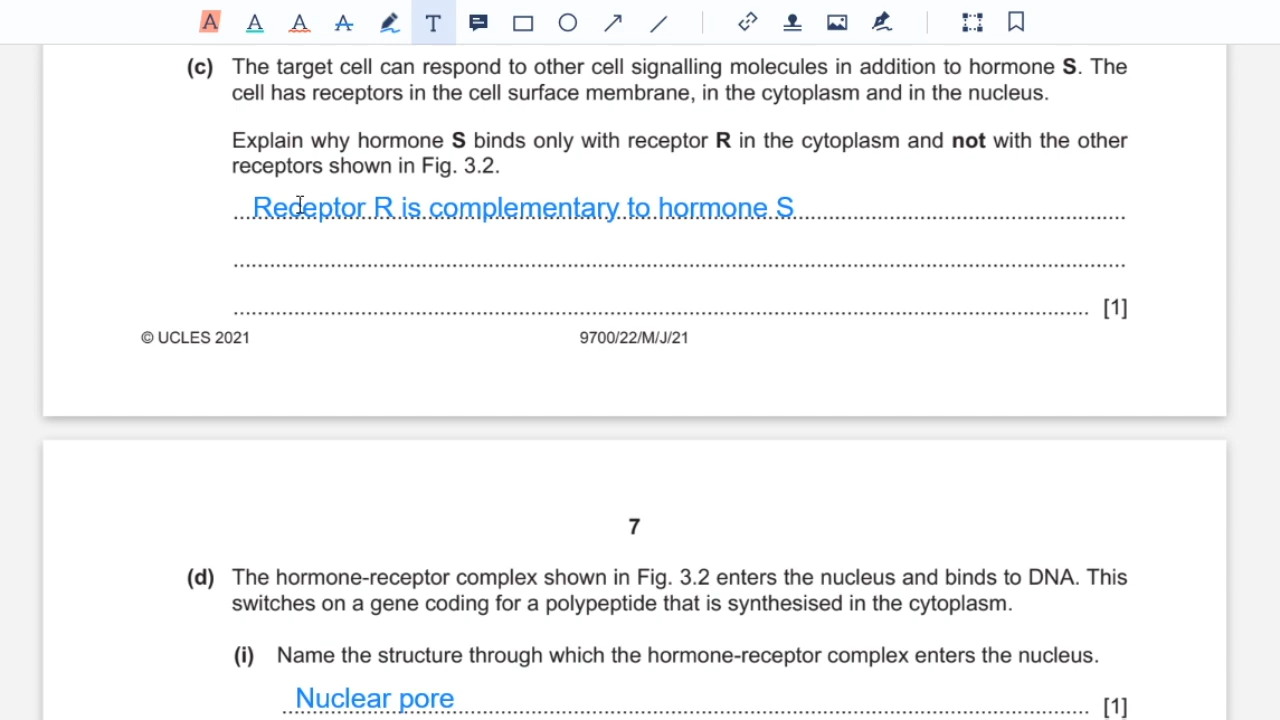 (c) The target cell can respond to other cell signalling molecules in addition to hormone S. The
cell has receptors in the cell surface membrane, in the cytoplasm and in the nucleus.
Explain why hormone S binds only with receptor R in the cytoplasm and not with the other
receptors shown in Fig. 3.2.
Receptor R is complementary to hormone S
[1]
© UCLES 2021 9700/22/M/J/21
7
(d) The hormone-receptor complex shown in Fig. 3.2 enters the nucleus and binds to DNA. This
switches on a gene coding for a polypeptide that is synthesised in the cytoplasm.
(i) Name the structure through which the hormone-receptor complex enters the nucleus.
Nuclear pore [1]